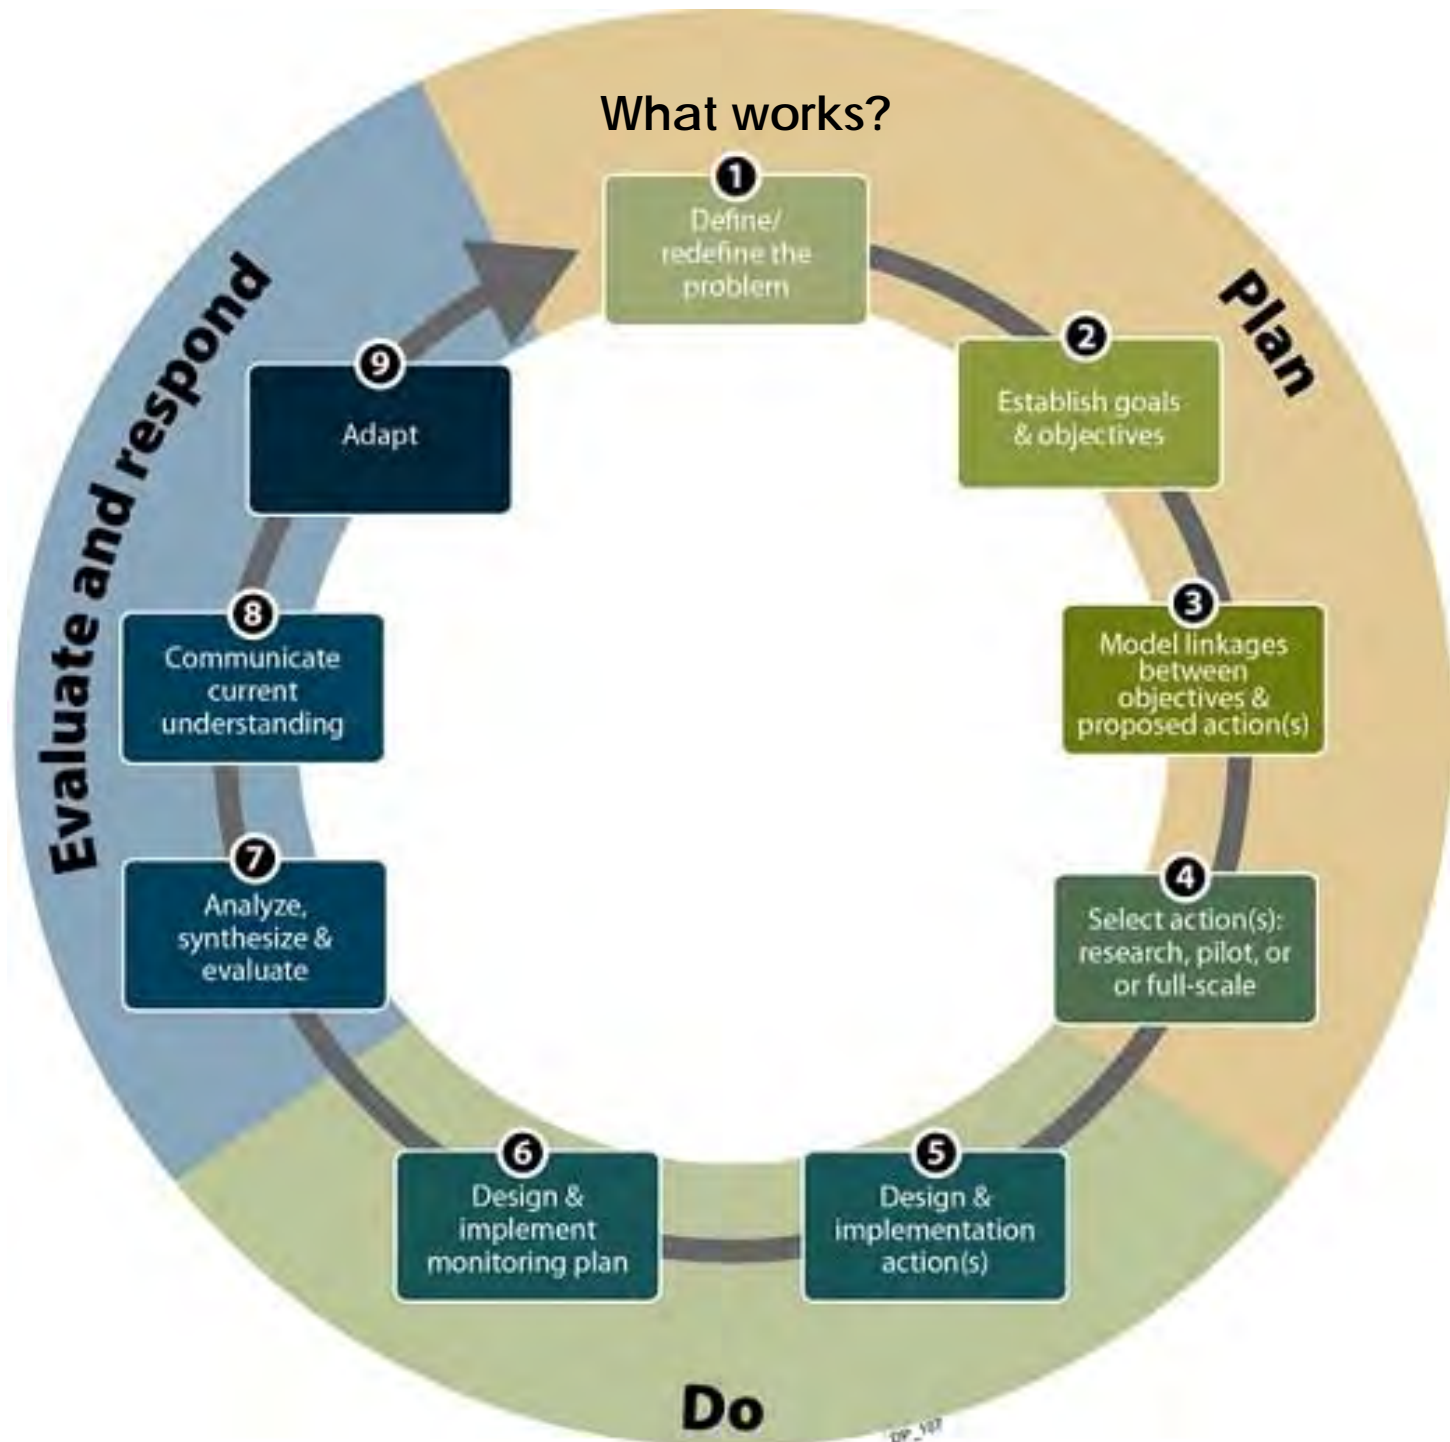 What works?
1
Define/
redefine the
problem
Plan
2
Establish goals
& objectives
3
Model linkages
between
objectives &
proposed action(s)
4
Select action(s):
research, pilot, or
or full-scale
5
Design &
implementation
action(s)
6
Design &
implement
monitoring plan
Do
7
Analyze,
synthesize &
evaluate
8
Communicate
current
understanding
9
Adapt
Evaluate and respond